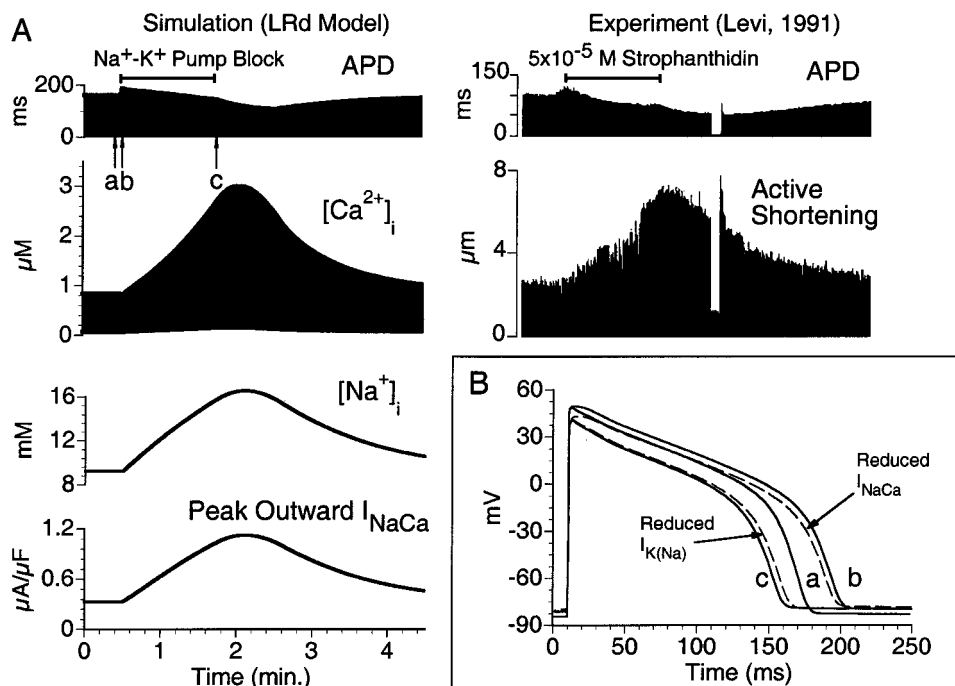 A
Simulation (LRd Model)
Experiment (Levi, 1991)
Na+-K+ Pump Block
APD
200
ms
0
a b
c
5x10-5 M Strophanthidin
APD
150
ms
0
3
2
1
0
µM
[Ca2+]i
8
4
0
µm
Active
Shortening
16
12
8
mM
[Na+]i
Peak Outward INaCa
1.2
0.6
0
µA/µF
0 1 2 3 4
Time (min.)
B
60
30
0
-30
-60
-90
mV
Reduced
INaCa
Reduced
IK(Na)
c a b
0 50 100 150 200 250
Time (ms)